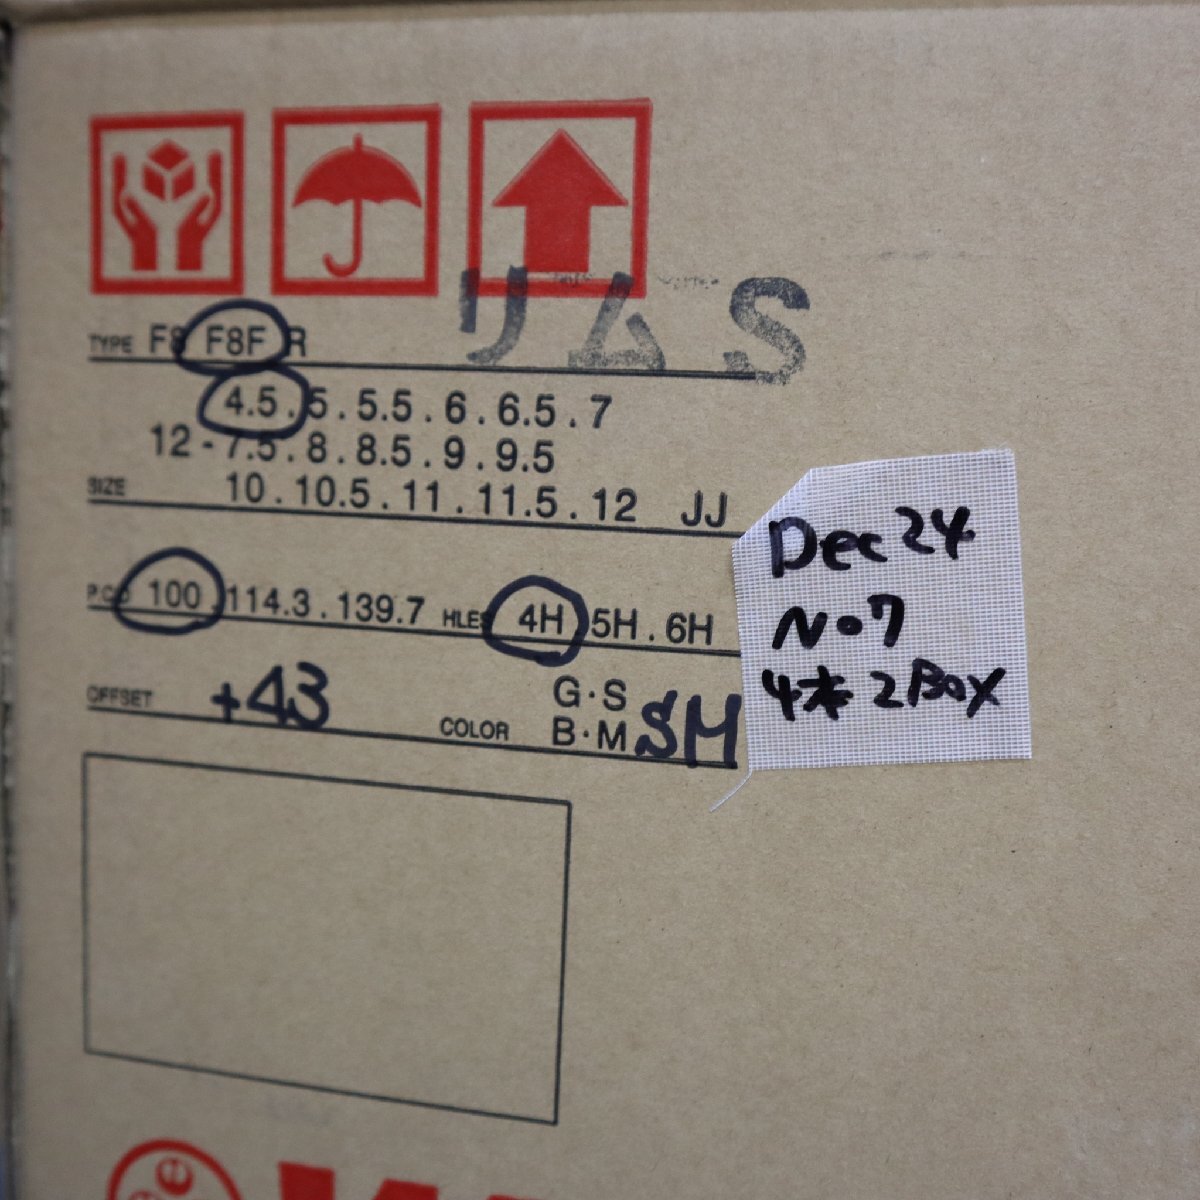 リム S
TYPE F8 F8F R
4.5 . 5 . 5.5 . 6 . 6.5 . 7
12 - 7.5 . 8 . 8.5 . 9 . 9.5
SIZE 10 . 10.5 . 11 . 11.5 . 12 JJ
P.C.D 100 114.3 . 139.7 HLES 4H 5H . 6H
OFFSET +43 COLOR G・S
B・M SM
Dec 24
No 7
4本 2Box